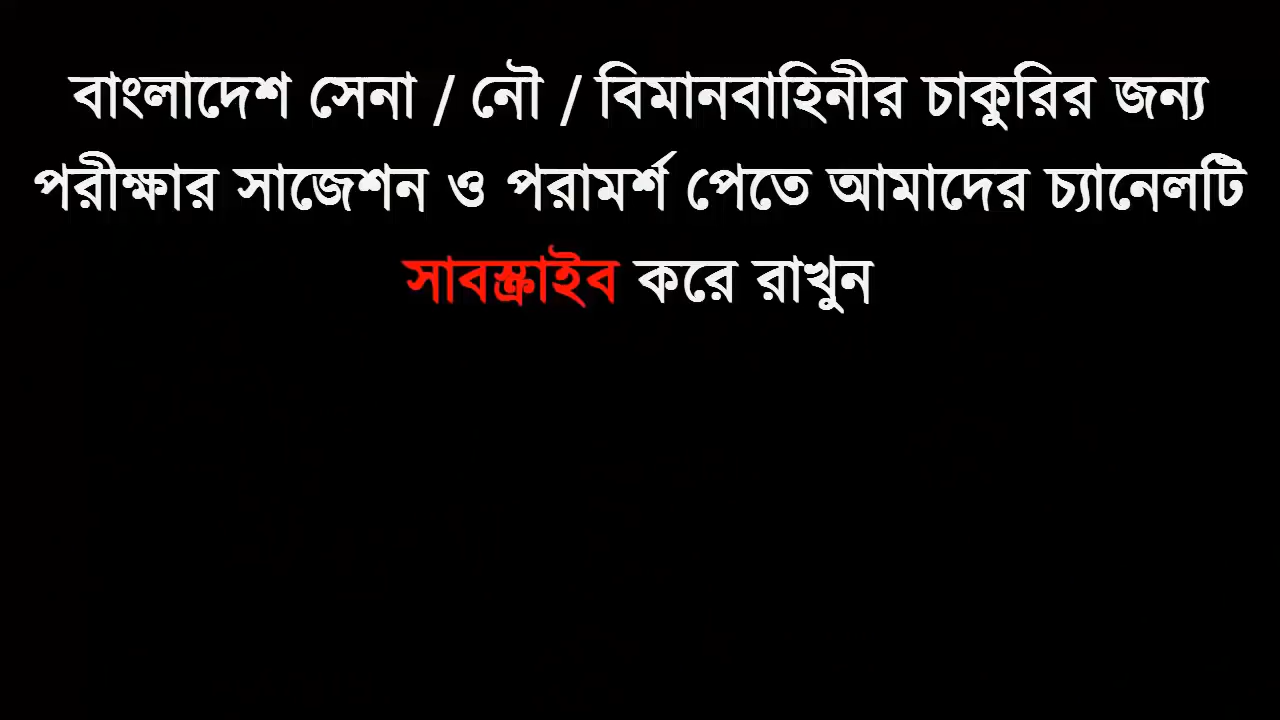 বাংলাদেশ সেনা / নৌ / বিমানবাহিনীর চাকুরির জন্য
পরীক্ষার সাজেশন ও পরামর্শ পেতে আমাদের চ্যানেলটি
সাবস্ক্রাইব করে রাখুন